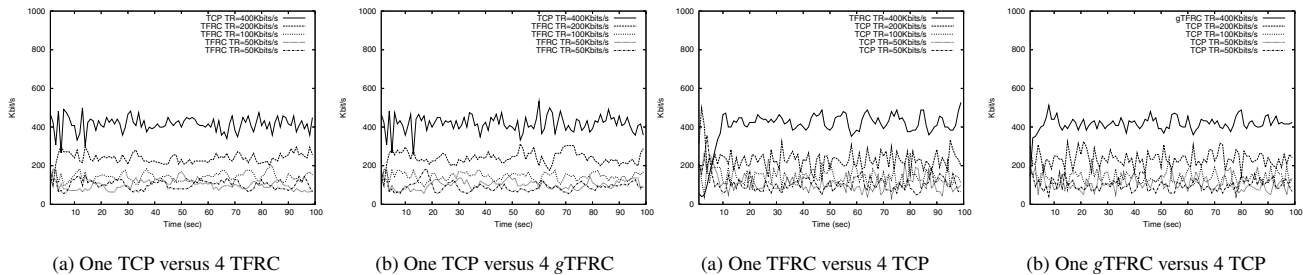 1000
800
600
400
200
0
Kbit/s
TCP TR=400Kbits/s
TFRC TR=200Kbits/s
TFRC TR=100Kbits/s
TFRC TR=50Kbits/s
TFRC TR=50Kbits/s
0 10 20 30 40 50 60 70 80 90 100
Time (sec)
(a) One TCP versus 4 TFRC
1000
800
600
400
200
0
Kbit/s
TCP TR=400Kbits/s
TFRC TR=200Kbits/s
TFRC TR=100Kbits/s
TFRC TR=50Kbits/s
TFRC TR=50Kbits/s
0 10 20 30 40 50 60 70 80 90 100
Time (sec)
(b) One TCP versus 4 gTFRC
1000
800
600
400
200
0
Kbit/s
TFRC TR=400Kbits/s
TCP TR=200Kbits/s
TCP TR=100Kbits/s
TCP TR=50Kbits/s
TCP TR=50Kbits/s
0 10 20 30 40 50 60 70 80 90 100
Time (sec)
(a) One TFRC versus 4 TCP
1000
800
600
400
200
0
Kbit/s
gTFRC TR=400Kbits/s
TCP TR=200Kbits/s
TCP TR=100Kbits/s
TCP TR=50Kbits/s
TCP TR=50Kbits/s
0 10 20 30 40 50 60 70 80 90 100
Time (sec)
(b) One gTFRC versus 4 TCP